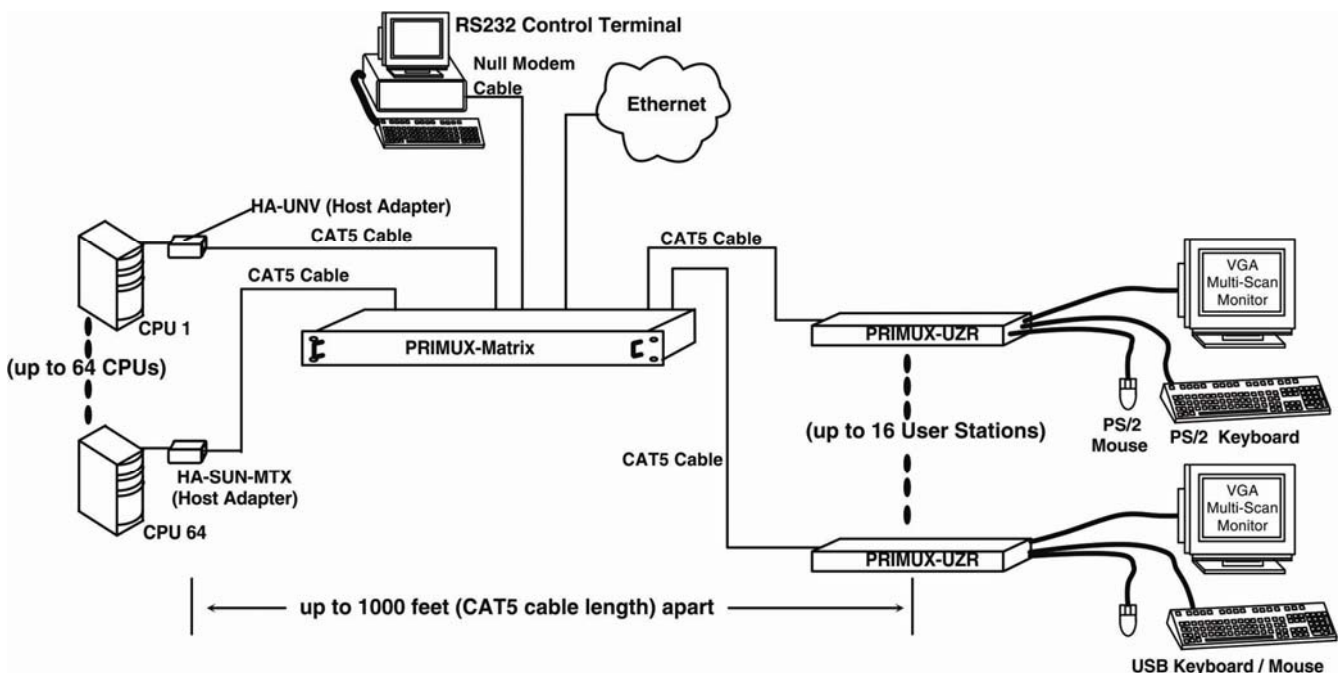 RS232 Control Terminal
Null Modem
Cable
Ethernet
HA-UNV (Host Adapter)
CAT5 Cable
CAT5 Cable
CAT5 Cable
CPU 1
PRIMUX-Matrix
PRIMUX-UZR
VGA
Multi-Scan
Monitor
(up to 64 CPUs)
(up to 16 User Stations)
PS/2
Mouse
PS/2 Keyboard
CAT5 Cable
HA-SUN-MTX
(Host Adapter)
CPU 64
VGA
Multi-Scan
Monitor
PRIMUX-UZR
up to 1000 feet (CAT5 cable length) apart
USB Keyboard / Mouse